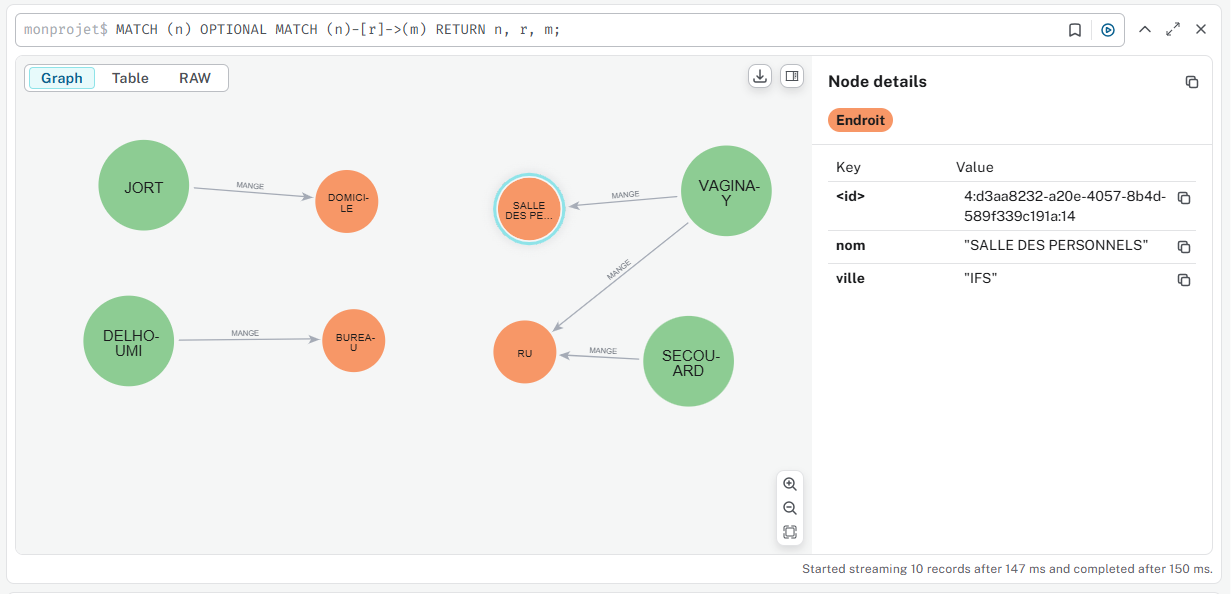 monprojet$ MATCH (n) OPTIONAL MATCH (n)-[r]->(m) RETURN n, r, m;
Graph Table RAW
JORT
MANGE
DOMICI-
LE
SALLE
DES PE...
MANGE
VAGINA-
Y
MANGE
DELHO-
UMI
MANGE
BUREA-
U
RU
MANGE
SECOU-
ARD
Node details
Endroit
Key Value
<id> 4:d3aa8232-a20e-4057-8b4d-
589f339c191a:14
nom "SALLE DES PERSONNELS"
ville "IFS"
Started streaming 10 records after 147 ms and completed after 150 ms.